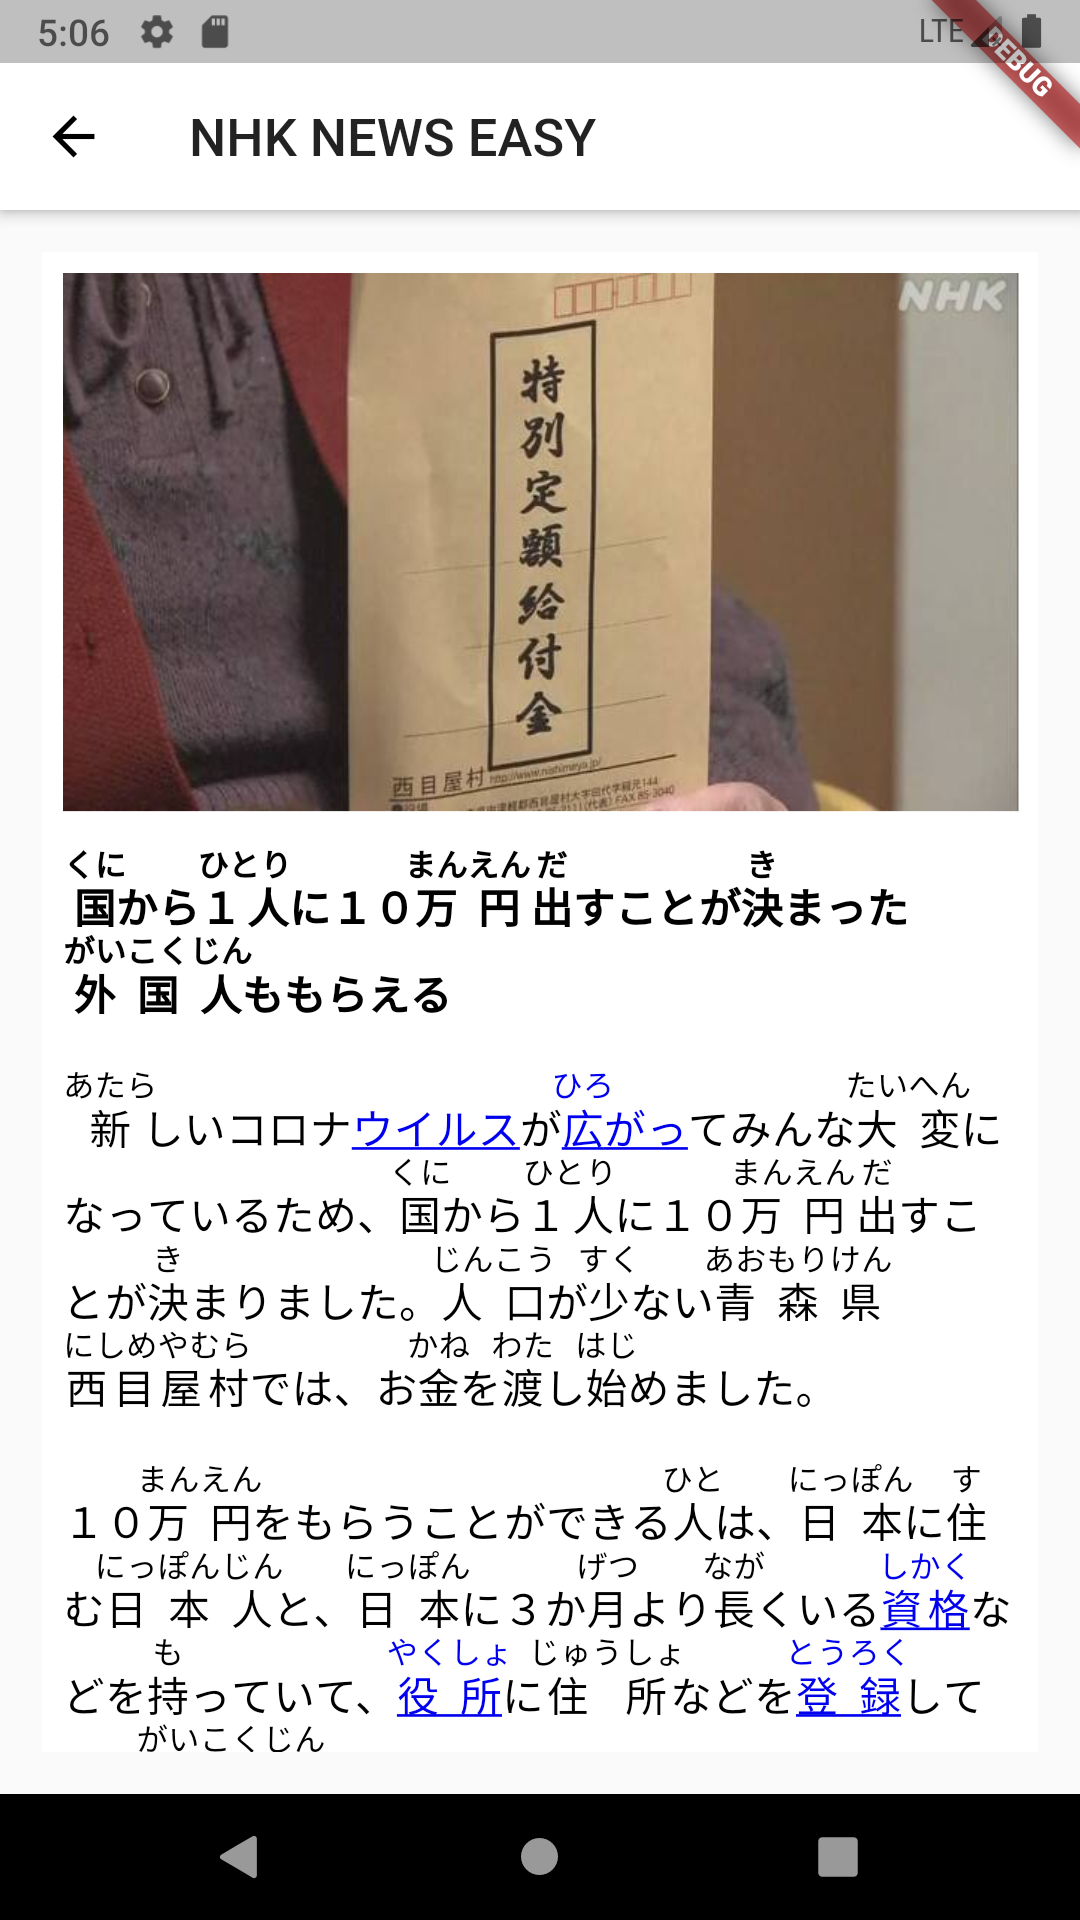 5:06
LTE
DEBUG
NHK NEWS EASY
NHK
特別定額給付金
西目屋村 http://www.nishimeya.jp/
くに ひとり まんえん だ き
国から１人に１０万円出すことが決まった
がいこくじん
外国人ももらえる
あたら ひろ たいへん
新しいコロナウイルスが広がってみんな大変に
くに ひとり まんえん だ
なっているため、国から１人に１０万円出すこ
き じんこう すく あおもりけん
とが決まりました。人口が少ない青森県
にしめやむら かね わた はじ
西目屋村では、お金を渡し始めました。
まんえん ひと にっぽん す
１０万円をもらうことができる人は、日本に住
にっぽんじん にっぽん げつ なが しかく
む日本人と、日本に３か月より長くいる資格な
も やくしょ じゅうしょ とうろく
どを持っていて、役所に住所などを登録して
がいこくじん